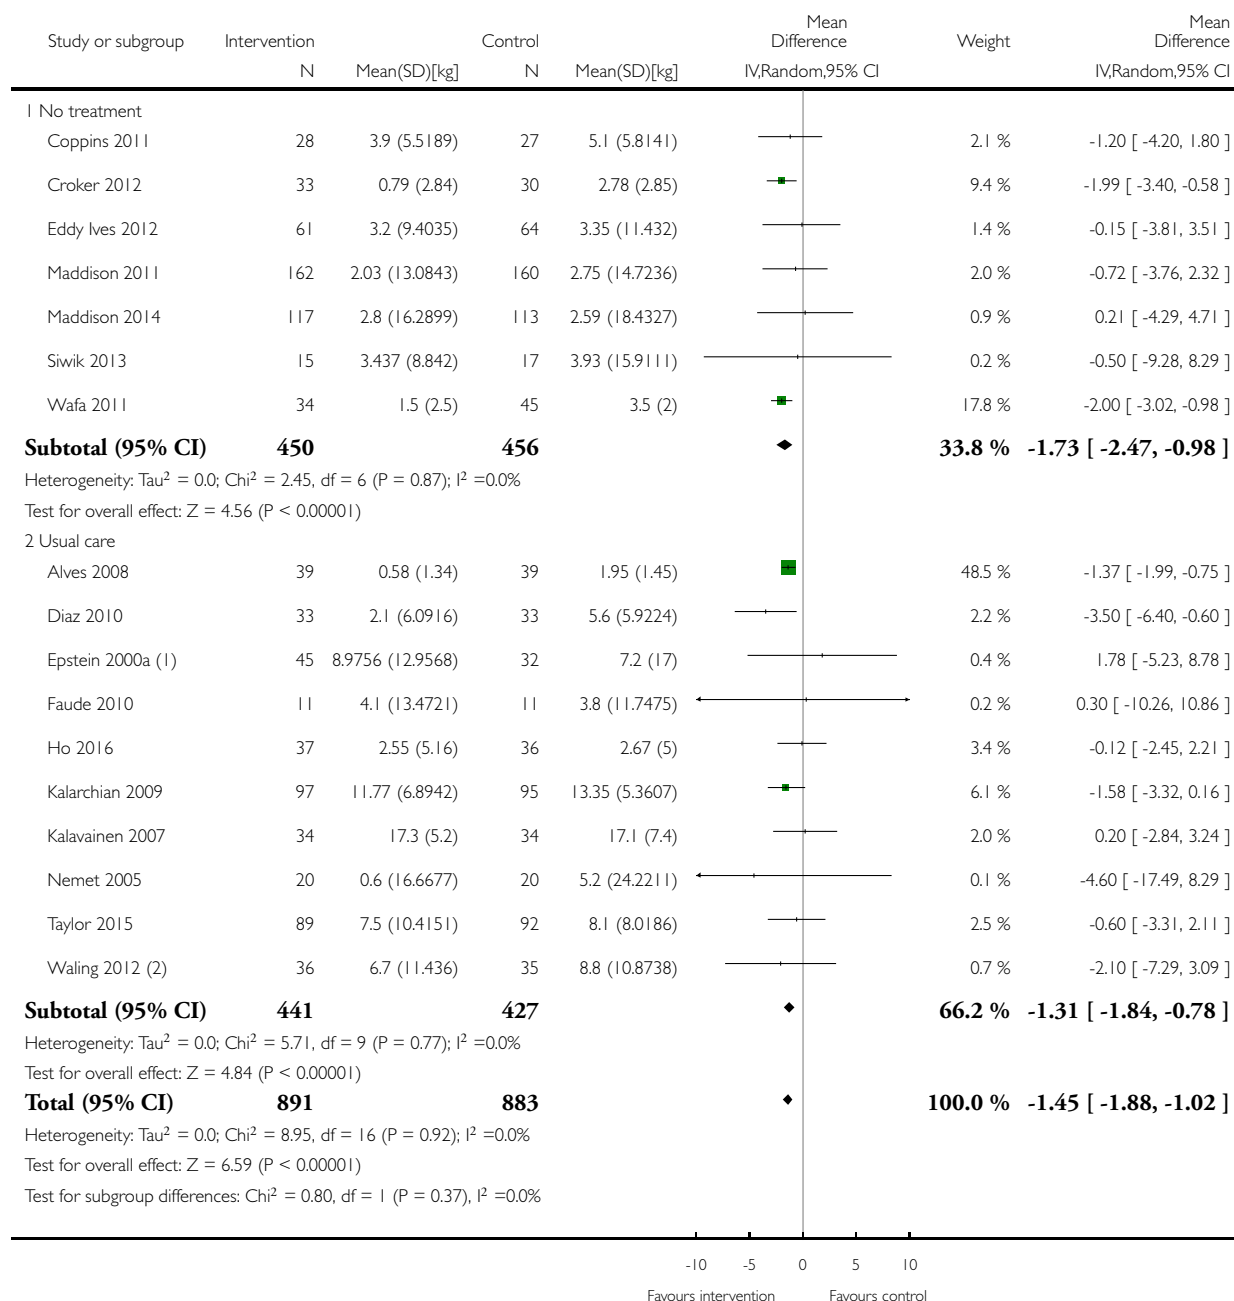 Study or subgroup Intervention Control Mean Difference Weight Mean Difference
N Mean(SD)[kg] N Mean(SD)[kg] IV,Random,95% CI IV,Random,95% CI
1 No treatment
Coppins 2011 28 3.9 (5.5189) 27 5.1 (5.8141) 2.1 % -1.20 [ -4.20, 1.80 ]
Croker 2012 33 0.79 (2.84) 30 2.78 (2.85) 9.4 % -1.99 [ -3.40, -0.58 ]
Eddy Ives 2012 61 3.2 (9.4035) 64 3.35 (11.432) 1.4 % -0.15 [ -3.81, 3.51 ]
Maddison 2011 162 2.03 (13.0843) 160 2.75 (14.7236) 2.0 % -0.72 [ -3.76, 2.32 ]
Maddison 2014 117 2.8 (16.2899) 113 2.59 (18.4327) 0.9 % 0.21 [ -4.29, 4.71 ]
Siwik 2013 15 3.437 (8.842) 17 3.93 (15.9111) 0.2 % -0.50 [ -9.28, 8.29 ]
Wafa 2011 34 1.5 (2.5) 45 3.5 (2) 17.8 % -2.00 [ -3.02, -0.98 ]
Subtotal (95% CI) 450 456 33.8 % -1.73 [ -2.47, -0.98 ]
Heterogeneity: Tau² = 0.0; Chi² = 2.45, df = 6 (P = 0.87); I² =0.0%
Test for overall effect: Z = 4.56 (P < 0.00001)
2 Usual care
Alves 2008 39 0.58 (1.34) 39 1.95 (1.45) 48.5 % -1.37 [ -1.99, -0.75 ]
Diaz 2010 33 2.1 (6.0916) 33 5.6 (5.9224) 2.2 % -3.50 [ -6.40, -0.60 ]
Epstein 2000a (1) 45 8.9756 (12.9568) 32 7.2 (17) 0.4 % 1.78 [ -5.23, 8.78 ]
Faude 2010 11 4.1 (13.4721) 11 3.8 (11.7475) 0.2 % 0.30 [ -10.26, 10.86 ]
Ho 2016 37 2.55 (5.16) 36 2.67 (5) 3.4 % -0.12 [ -2.45, 2.21 ]
Kalarchian 2009 97 11.77 (6.8942) 95 13.35 (5.3607) 6.1 % -1.58 [ -3.32, 0.16 ]
Kalavainen 2007 34 17.3 (5.2) 34 17.1 (7.4) 2.0 % 0.20 [ -2.84, 3.24 ]
Nemet 2005 20 0.6 (16.6677) 20 5.2 (24.2211) 0.1 % -4.60 [ -17.49, 8.29 ]
Taylor 2015 89 7.5 (10.4151) 92 8.1 (8.0186) 2.5 % -0.60 [ -3.31, 2.11 ]
Waling 2012 (2) 36 6.7 (11.436) 35 8.8 (10.8738) 0.7 % -2.10 [ -7.29, 3.09 ]
Subtotal (95% CI) 441 427 66.2 % -1.31 [ -1.84, -0.78 ]
Heterogeneity: Tau² = 0.0; Chi² = 5.71, df = 9 (P = 0.77); I² =0.0%
Test for overall effect: Z = 4.84 (P < 0.00001)
Total (95% CI) 891 883 100.0 % -1.45 [ -1.88, -1.02 ]
Heterogeneity: Tau² = 0.0; Chi² = 8.95, df = 16 (P = 0.92); I² =0.0%
Test for overall effect: Z = 6.59 (P < 0.00001)
Test for subgroup differences: Chi² = 0.80, df = 1 (P = 0.37), I² =0.0%
-10 -5 0 5 10
Favours intervention Favours control